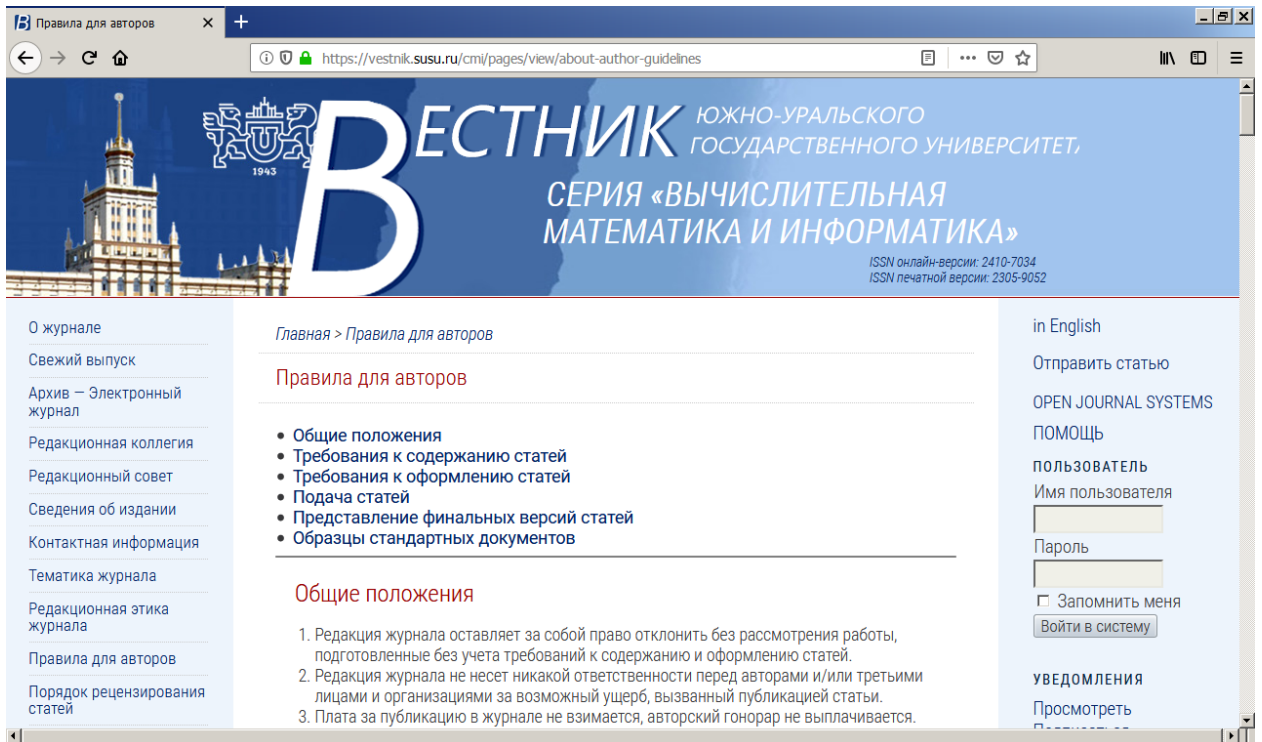 Правила для авторов
https://vestnik.susu.ru/cmi/pages/view/about-author-guidelines
1943
ВЕСТНИК
ЮЖНО-УРАЛЬСКОГО
ГОСУДАРСТВЕННОГО УНИВЕРСИТЕТ
СЕРИЯ «ВЫЧИСЛИТЕЛЬНАЯ
МАТЕМАТИКА И ИНФОРМАТИКА»
ISSN онлайн-версии: 2410-7034
ISSN печатной версии: 2305-9052
О журнале
Свежий выпуск
Архив — Электронный
журнал
Редакционная коллегия
Редакционный совет
Сведения об издании
Контактная информация
Тематика журнала
Редакционная этика
журнала
Правила для авторов
Порядок рецензирования
статей
Главная > Правила для авторов
Правила для авторов
• Общие положения
• Требования к содержанию статей
• Требования к оформлению статей
• Подача статей
• Представление финальных версий статей
• Образцы стандартных документов
Общие положения
1. Редакция журнала оставляет за собой право отклонить без рассмотрения работы,
подготовленные без учета требований к содержанию и оформлению статей.
2. Редакция журнала не несет никакой ответственности перед авторами и/или третьими
лицами и организациями за возможный ущерб, вызванный публикацией статьи.
3. Плата за публикацию в журнале не взимается, авторский гонорар не выплачивается.
in English
Отправить статью
OPEN JOURNAL SYSTEMS
ПОМОЩЬ
ПОЛЬЗОВАТЕЛЬ
Имя пользователя
Пароль
Запомнить меня
Войти в систему
УВЕДОМЛЕНИЯ
Просмотреть